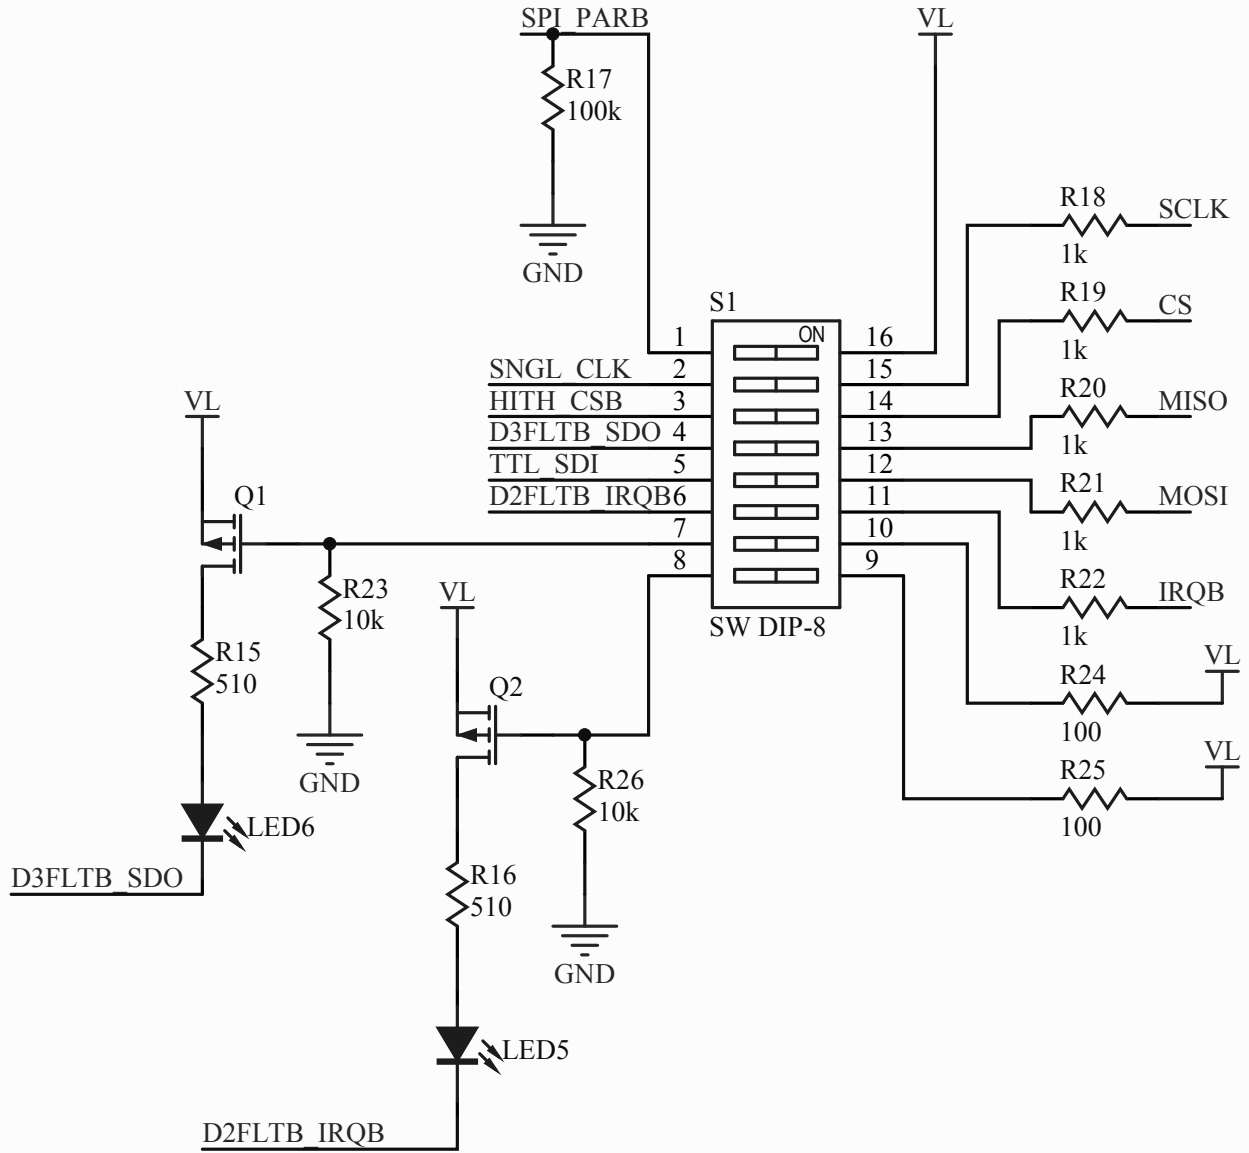 SPI_PARB
VL
R17
100k
GND
R18
SCLK
1k
R19
CS
1k
S1
ON
1
16
SNGL_CLK
2
15
HITH_CSB
3
14
R20
MISO
1k
D3FLTB_SDO
4
13
TTL_SDI
5
12
R21
MOSI
1k
D2FLTB_IRQB
6
11
7
10
8
9
SW DIP-8
R22
IRQB
1k
R24
100
VL
R25
100
VL
VL
Q1
R23
10k
GND
R15
510
LED6
D3FLTB_SDO
VL
Q2
R26
10k
GND
R16
510
LED5
D2FLTB_IRQB